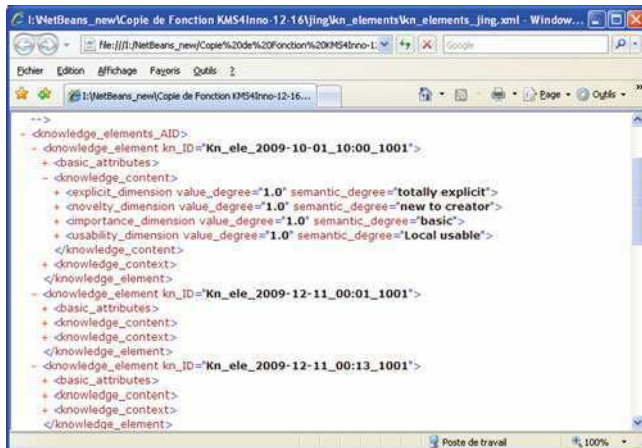 I:\NetBeans_new\Copie de Fonction KMS4Inno-12-16\jing\kn_elements\kn_elements_jing.xml - Window...
file:///I:/NetBeans_new/Copie%20de%20Fonction%20KMS4Inno-1
Google
Fichier Edition Affichage Favoris Outils ?
I:\NetBeans_new\Copie de Fonction KMS4Inno-12-16...
Page Outils »
-->
- <knowledge_elements_AID>
- <knowledge_element kn_ID="Kn_ele_2009-10-01_10:00_1001">
+ <basic_attributes>
- <knowledge_content>
+ <explicit_dimension value_degree="1.0" semantic_degree="totally explicit">
+ <novelty_dimension value_degree="1.0" semantic_degree="new to creator">
+ <importance_dimension value_degree="1.0" semantic_degree="basic">
+ <usability_dimension value_degree="1.0" semantic_degree="Local usable">
</knowledge_content>
+ <knowledge_context>
</knowledge_element>
- <knowledge_element kn_ID="Kn_ele_2009-12-11_00:01_1001">
+ <basic_attributes>
+ <knowledge_content>
+ <knowledge_context>
</knowledge_element>
- <knowledge_element kn_ID="Kn_ele_2009-12-11_00:13_1001">
+ <basic_attributes>
+ <knowledge_content>
+ <knowledge_context>
</knowledge_element>
Poste de travail 100%